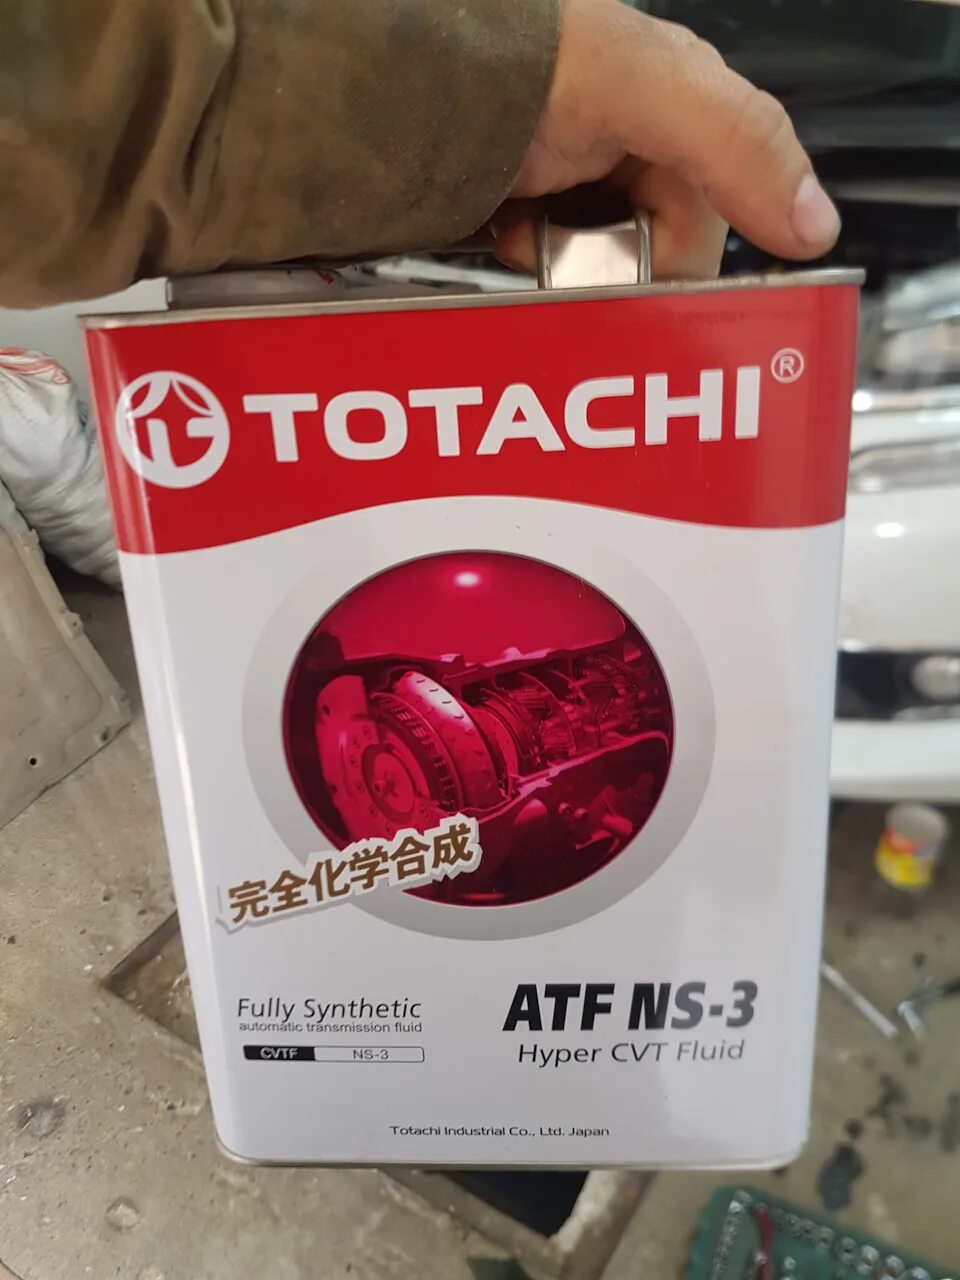 TOTACHI®
完全化学合成
Fully Synthetic
automatic transmission fluid
CVTF NS-3
ATF NS-3
Hyper CVT Fluid
Totachi Industrial Co., Ltd. Japan